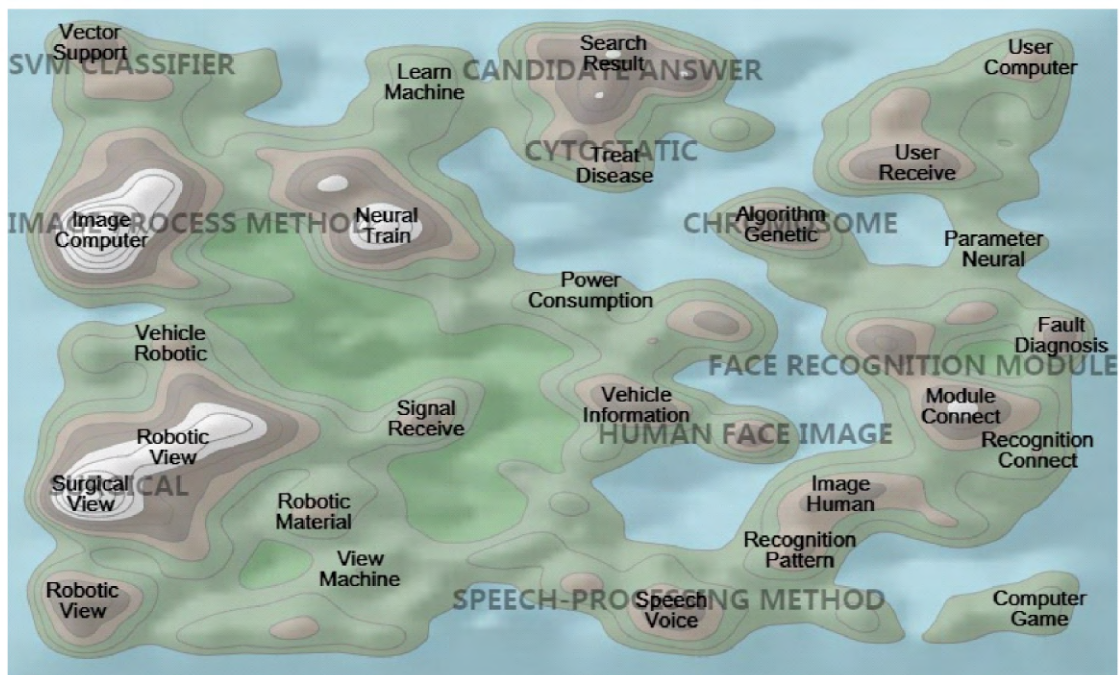 Vector
Support
SVM CLASSIFIER
Learn
Machine
Search
Result
CANDIDATE ANSWER
User
Computer
CYTOSTATIC
Treat
Disease
User
Receive
IMAGE PROCESS METHOD
Image
Computer
Neural
Train
CHROMOSOME
Algorithm
Genetic
Parameter
Neural
Power
Consumption
Vehicle
Robotic
Fault
Diagnosis
FACE RECOGNITION MODULE
Signal
Receive
Vehicle
Information
HUMAN FACE IMAGE
Module
Connect
Recognition
Connect
Robotic
View
SURGICAL
Surgical
View
Robotic
Material
Image
Human
Recognition
Pattern
View
Machine
Robotic
View
SPEECH-PROCESSING METHOD
Speech
Voice
Computer
Game